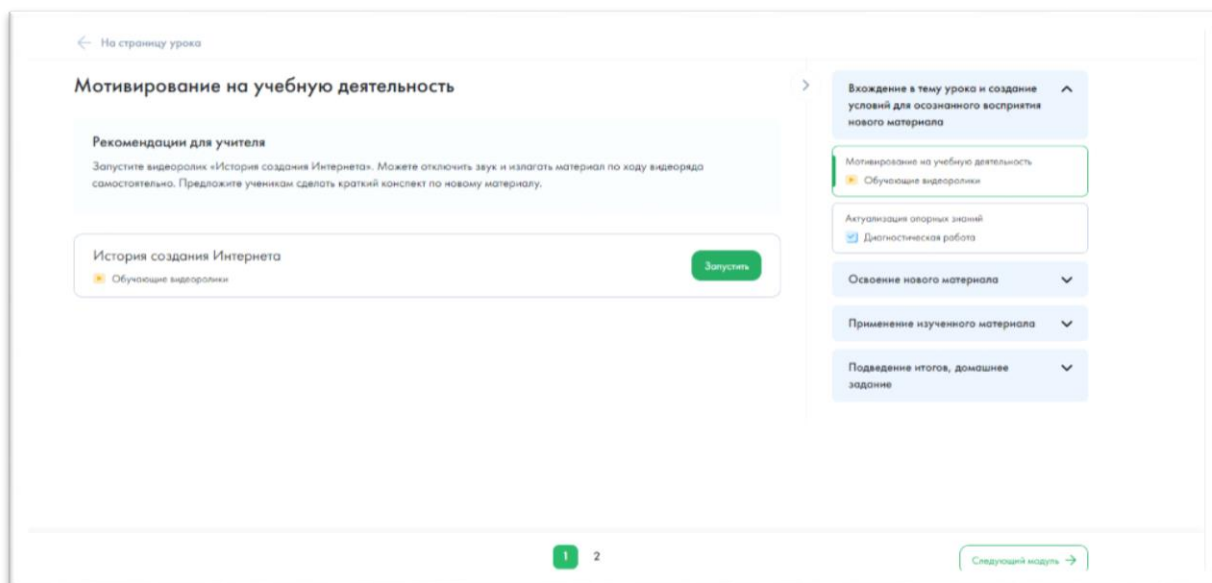 ← На страницу урока
Мотивирование на учебную деятельность
Рекомендации для учителя
Запустите видеоролик «История создания Интернета». Можете отключить звук и излагать материал по ходу видеоряда
самостоятельно. Предложите ученикам сделать краткий конспект по новому материалу.
История создания Интернета
Обучающие видеоролики
Запустить
Вхождение в тему урока и создание
условий для осознанного восприятия
нового материала
Мотивирование на учебную деятельность
Обучающие видеоролики
Актуализация опорных знаний
Диагностическая работа
Освоение нового материала
Применение изученного материала
Подведение итогов, домашнее
задание
1 2
Следующий модуль →